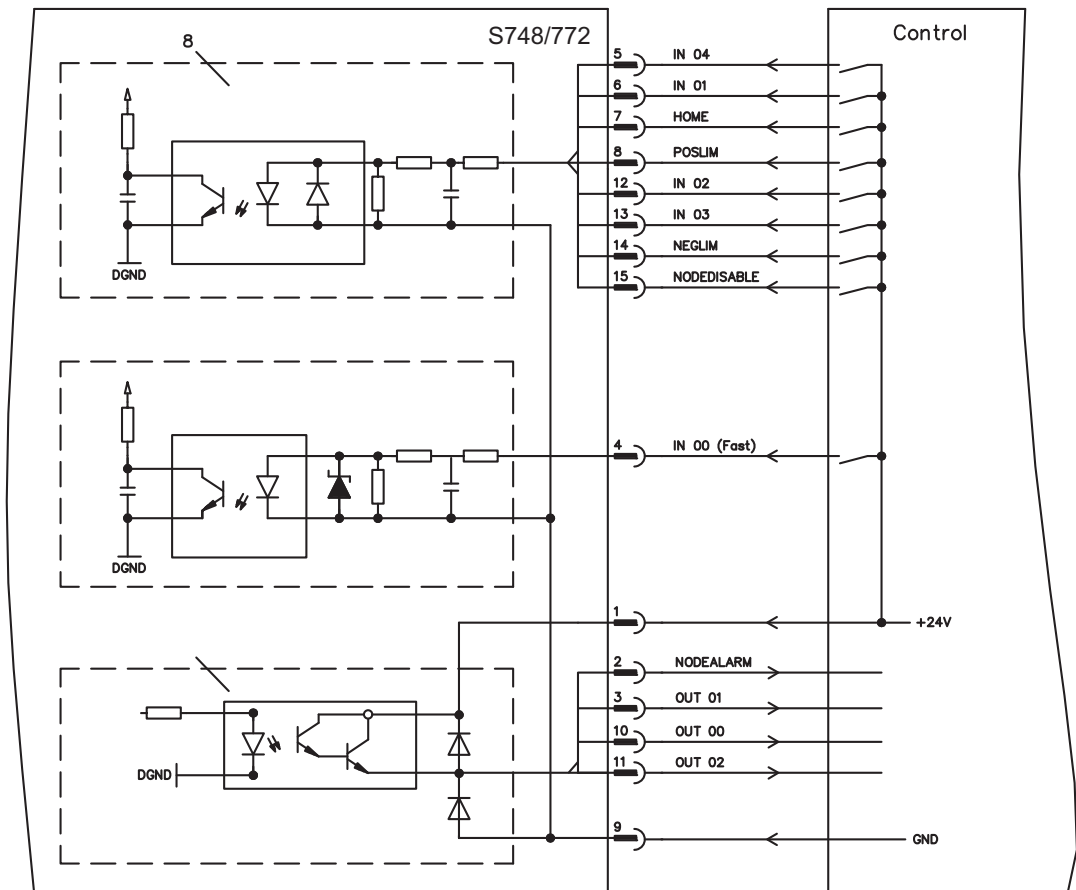 8
S748/772
Control
5 IN 04
6 IN 01
7 HOME
8 POSLIM
12 IN 02
13 IN 03
14 NEGLIM
15 NODEDISABLE
DGND
4 IN 00 (Fast)
DGND
1 +24V
2 NODEALARM
3 OUT 01
10 OUT 00
11 OUT 02
DGND
9 GND